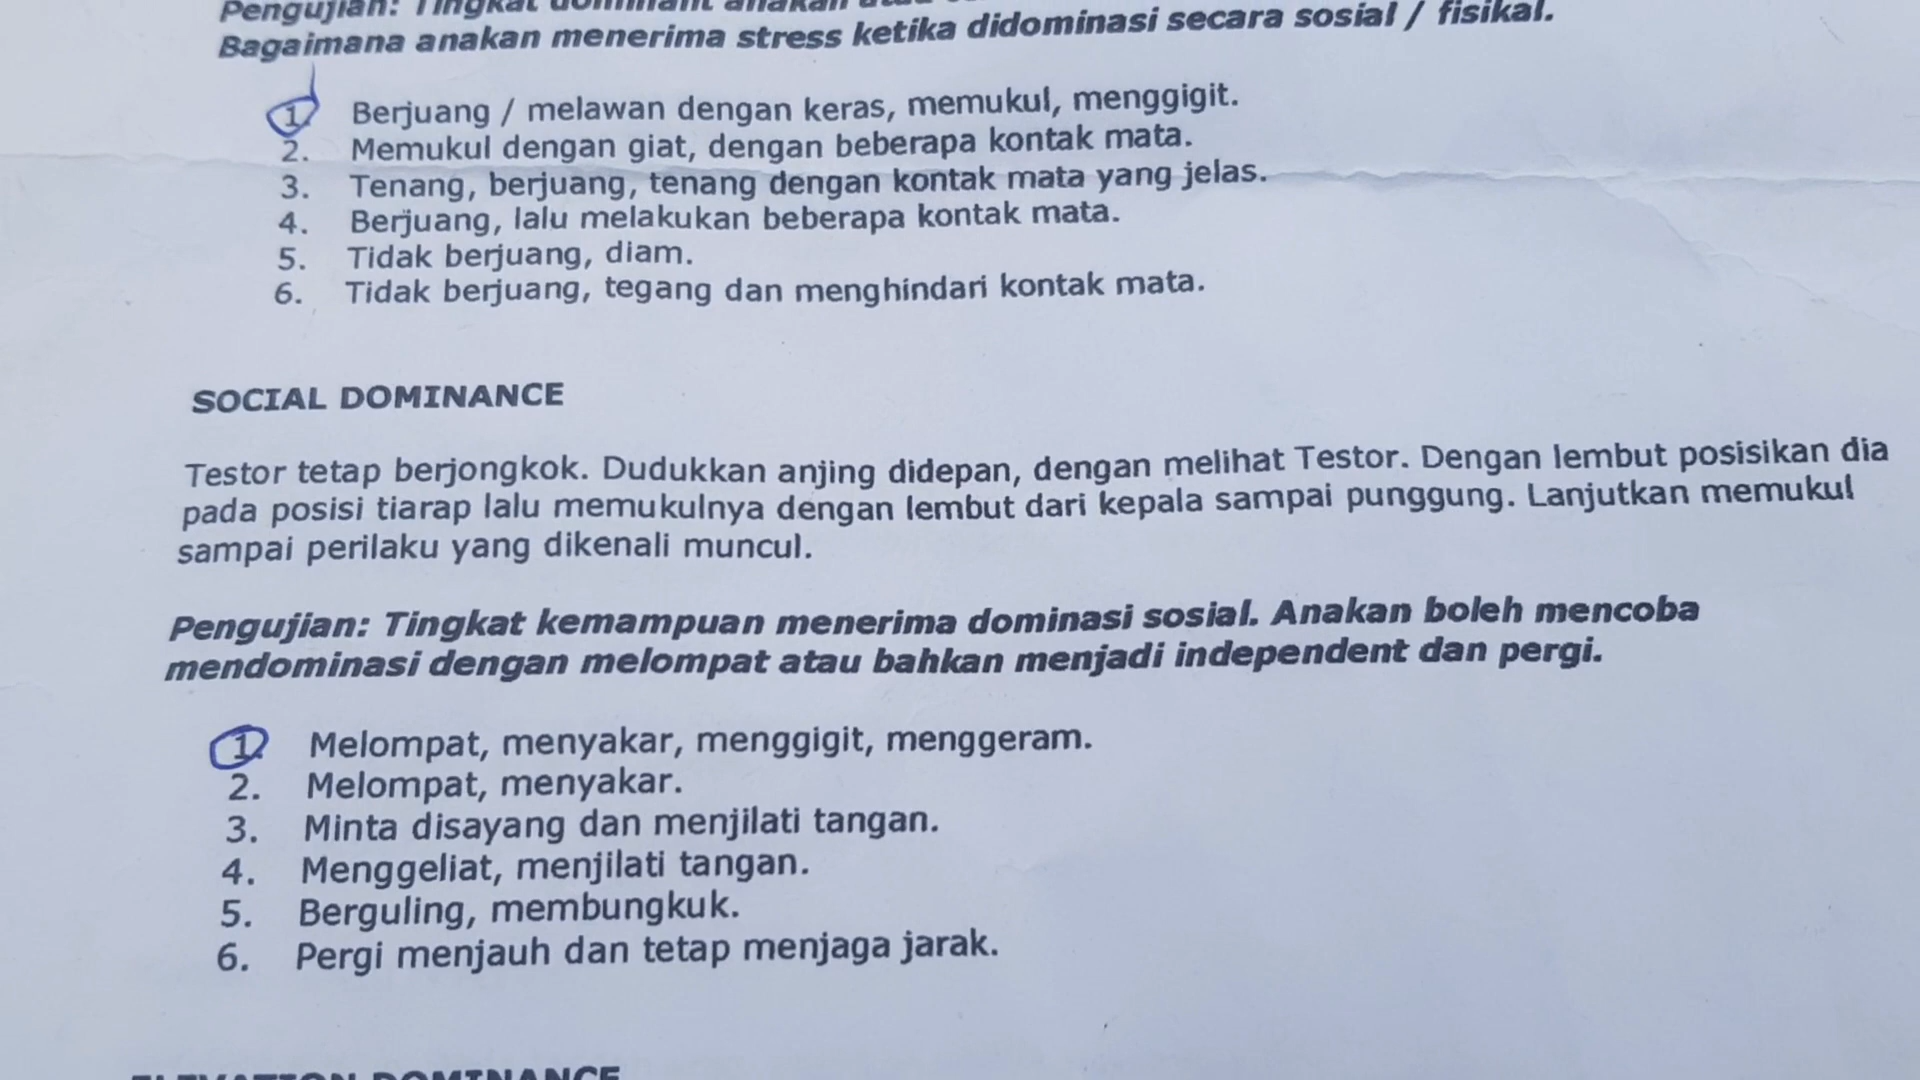 Pengujian: Tingkat dominant anakan
Bagaimana anakan menerima stress ketika didominasi secara sosial / fisikal.
1. Berjuang / melawan dengan keras, memukul, menggigit.
2. Memukul dengan giat, dengan beberapa kontak mata.
3. Tenang, berjuang, tenang dengan kontak mata yang jelas.
4. Berjuang, lalu melakukan beberapa kontak mata.
5. Tidak berjuang, diam.
6. Tidak berjuang, tegang dan menghindari kontak mata.
SOCIAL DOMINANCE
Testor tetap berjongkok. Dudukkan anjing didepan, dengan melihat Testor. Dengan lembut posisikan dia
pada posisi tiarap lalu memukulnya dengan lembut dari kepala sampai punggung. Lanjutkan memukul
sampai perilaku yang dikenali muncul.
Pengujian: Tingkat kemampuan menerima dominasi sosial. Anakan boleh mencoba
mendominasi dengan melompat atau bahkan menjadi independent dan pergi.
1. Melompat, menyakar, menggigit, menggeram.
2. Melompat, menyakar.
3. Minta disayang dan menjilati tangan.
4. Menggeliat, menjilati tangan.
5. Berguling, membungkuk.
6. Pergi menjauh dan tetap menjaga jarak.
ELEVATION DOMINANCE